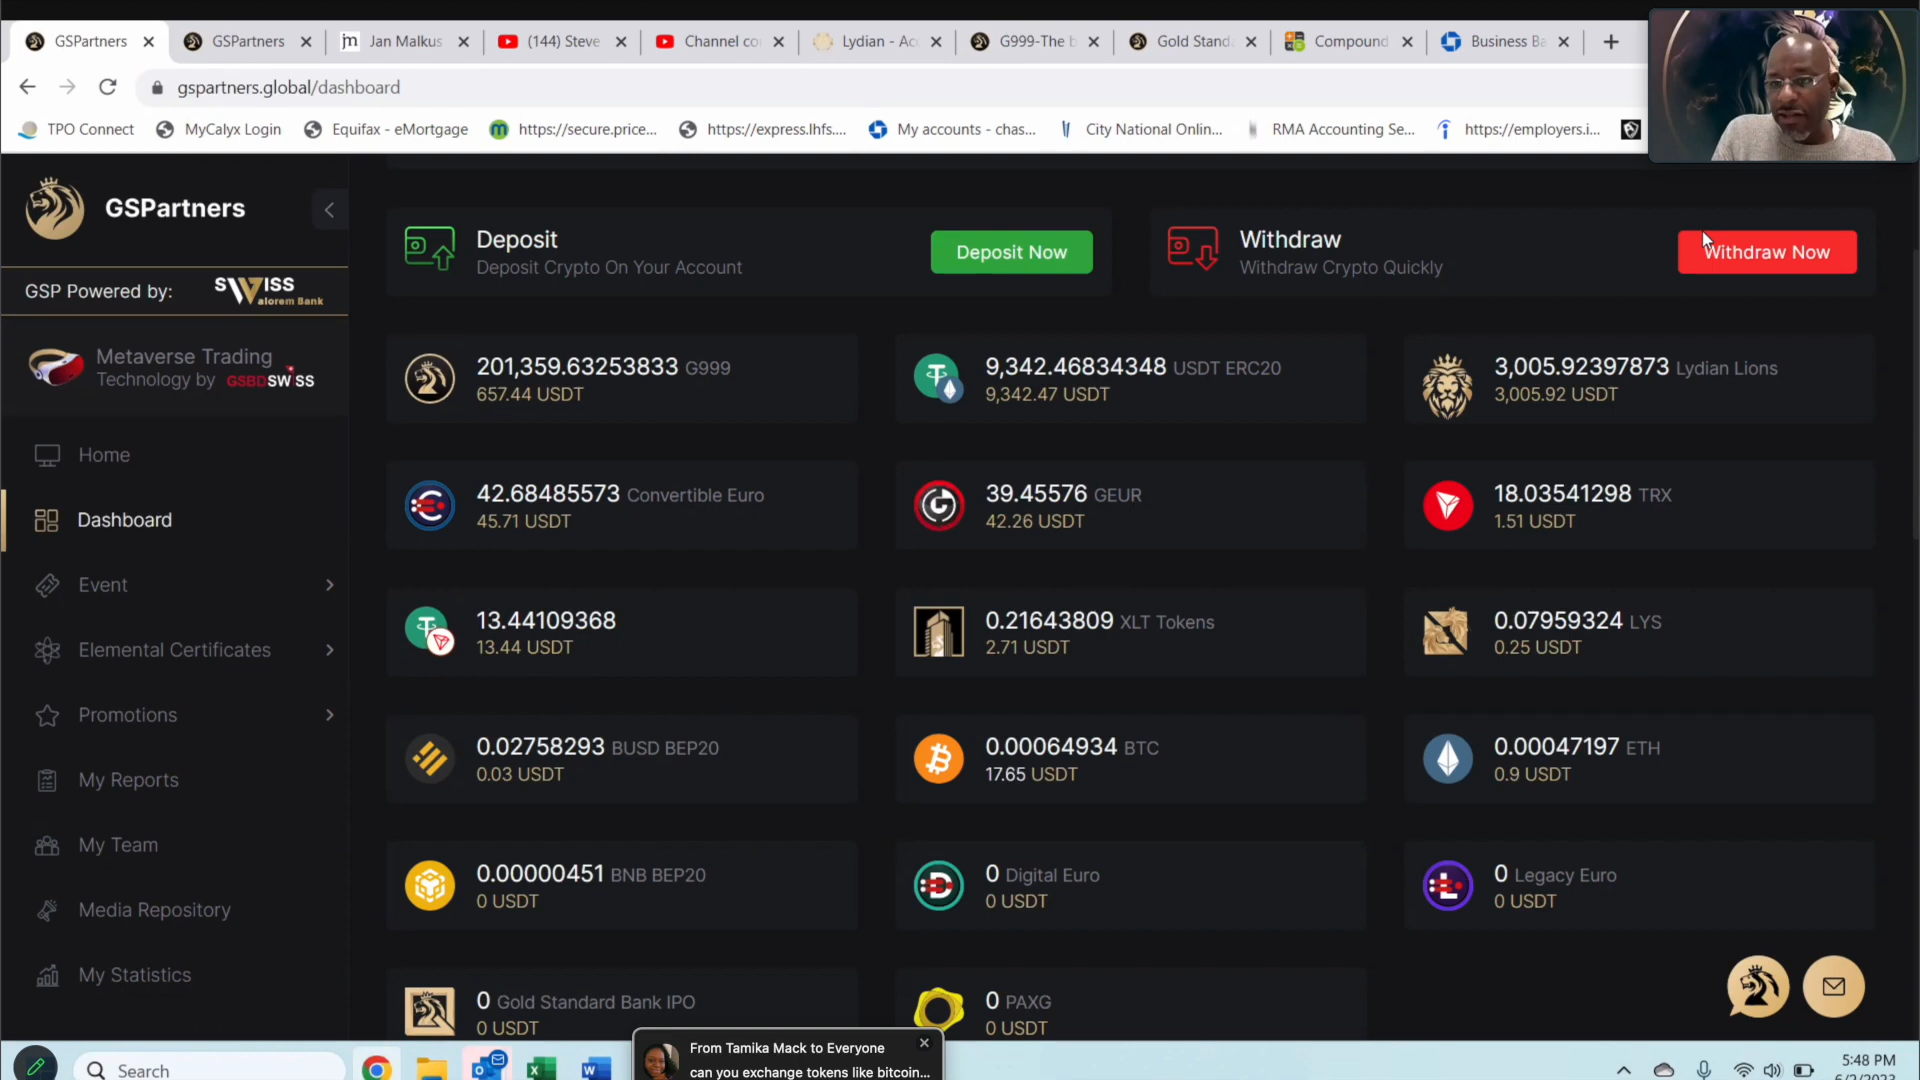 GSPartners
GSPartners
jm Jan Malkus
(144) Steve
Channel co
Lydian - Ac
G999-The b
Gold Stand
Compound
Business Ba
gspartners.global/dashboard
TPO Connect
MyCalyx Login
Equifax - eMortgage
https://secure.price...
https://express.lhfs....
My accounts - chas...
City National Onlin...
RMA Accounting Se...
https://employers.i...
GSPartners
GSP Powered by:
SWISS
Valorem Bank
Metaverse Trading
Technology by GSBDSWISS
Home
Dashboard
Event
Elemental Certificates
Promotions
My Reports
My Team
Media Repository
My Statistics
Deposit
Deposit Crypto On Your Account
Deposit Now
Withdraw
Withdraw Crypto Quickly
Withdraw Now
201,359.63253833 G999
657.44 USDT
9,342.46834348 USDT ERC20
9,342.47 USDT
3,005.92397873 Lydian Lions
3,005.92 USDT
42.68485573 Convertible Euro
45.71 USDT
39.45576 GEUR
42.26 USDT
18.03541298 TRX
1.51 USDT
13.44109368
13.44 USDT
0.21643809 XLT Tokens
2.71 USDT
0.07959324 LYS
0.25 USDT
0.02758293 BUSD BEP20
0.03 USDT
0.00064934 BTC
17.65 USDT
0.00047197 ETH
0.9 USDT
0.00000451 BNB BEP20
0 USDT
0 Digital Euro
0 USDT
0 Legacy Euro
0 USDT
0 Gold Standard Bank IPO
0 USDT
0 PAXG
0 USDT
From Tamika Mack to Everyone
can you exchange tokens like bitcoin...
Search
5:48 PM
6/2/2023